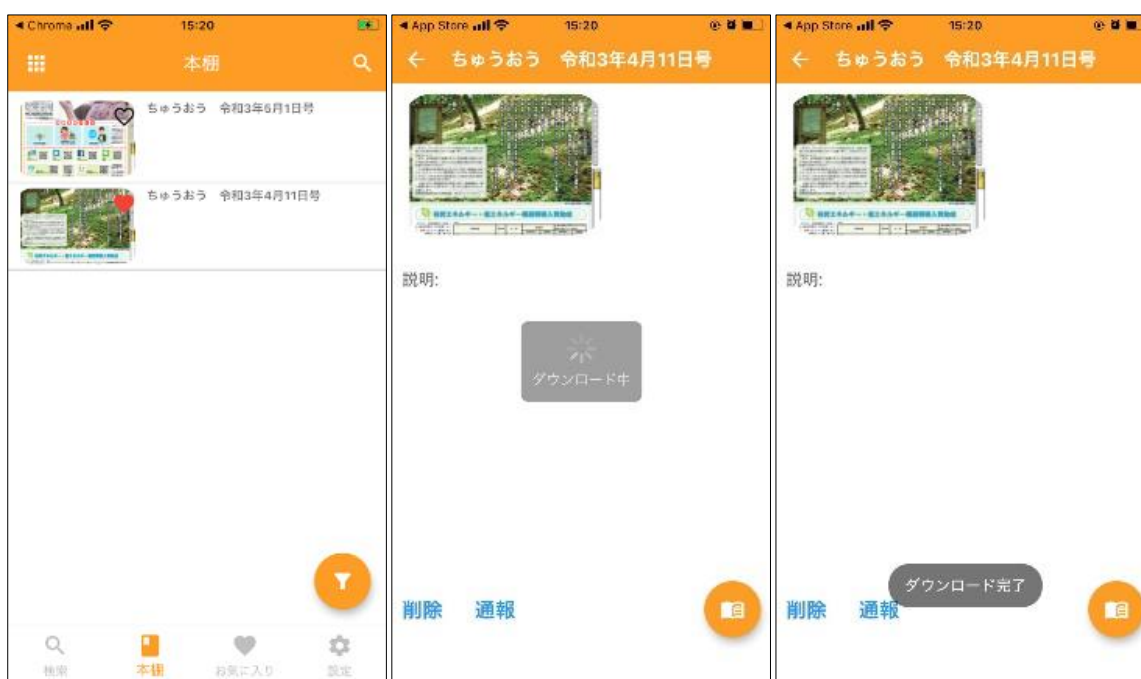 Chrome
15:20
本棚
ちゅうおう 令和3年6月1日号
ちゅうおう 令和3年4月11日号
検索
本棚
お気に入り
設定
App Store
15:20
ちゅうおう 令和3年4月11日号
説明:
ダウンロード中
削除 通報
App Store
15:20
ちゅうおう 令和3年4月11日号
説明:
ダウンロード完了
削除 通報